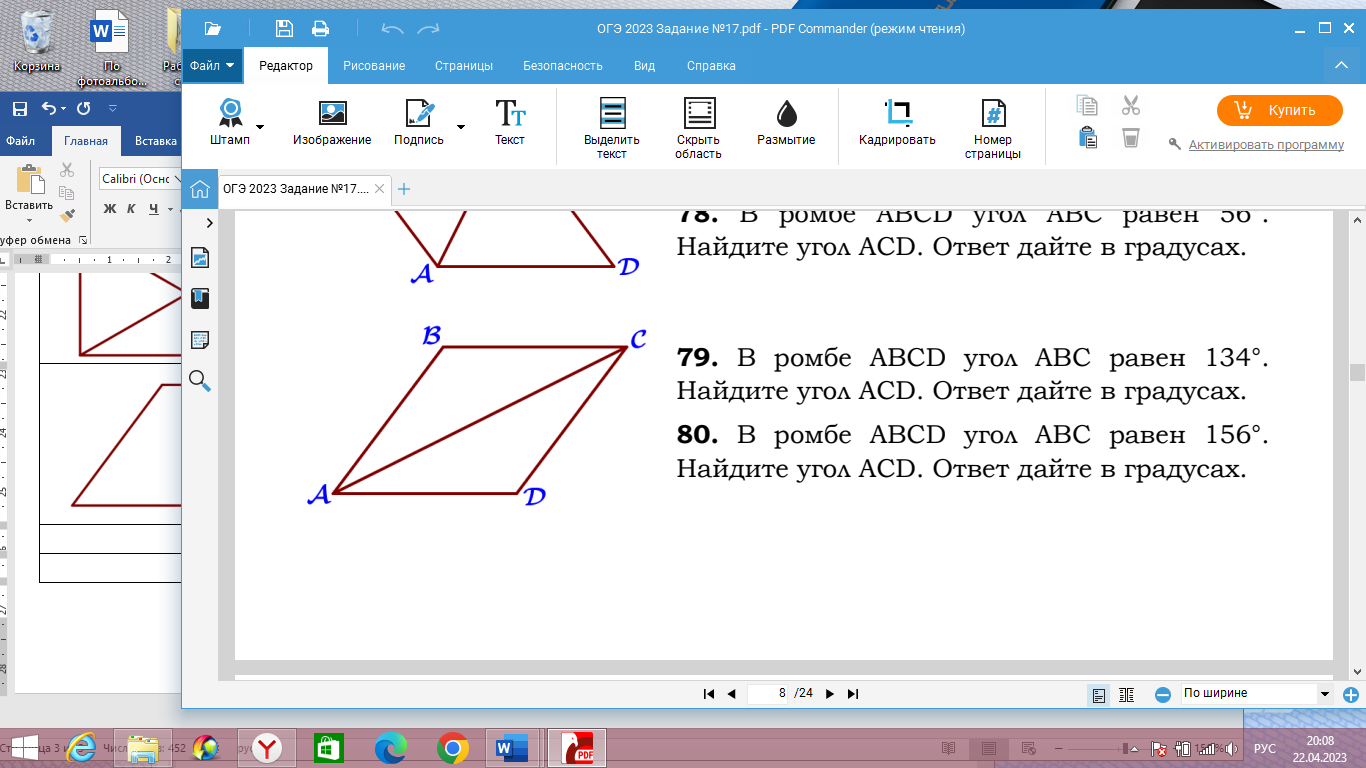 Корзина
По фотоальбо...
ОГЭ 2023 Задание №17.pdf - PDF Commander (режим чтения)
Файл Редактор Рисование Страницы Безопасность Вид Справка
Штамп Изображение Подпись Текст Выделить текст Скрыть область Размытие Кадрировать Номер страницы
Купить
Активировать программу
Файл Главная Вставка
Вставить
Calibri (Оснс
Ж К Ч
уфер обмена
ОГЭ 2023 Задание №17....
78. В ромбе ABCD угол ABC равен 56°.
Найдите угол ACD. Ответ дайте в градусах.
A D
B C
79. В ромбе ABCD угол ABC равен 134°.
Найдите угол ACD. Ответ дайте в градусах.
80. В ромбе ABCD угол ABC равен 156°.
Найдите угол ACD. Ответ дайте в градусах.
A D
8 /24
По ширине
РУС
20:08
22.04.2023